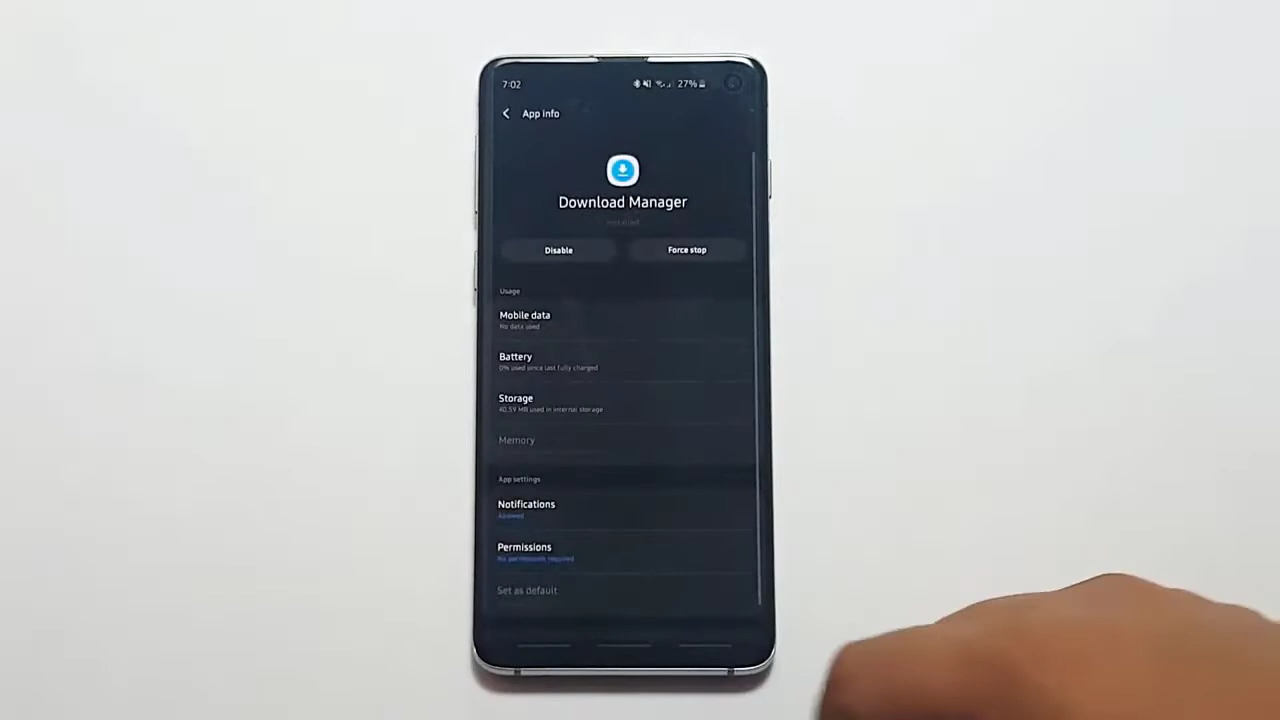 7:02
27%
App info
Download Manager
Installed
Disable
Force stop
Usage
Mobile data
No data used
Battery
0% used since last fully charged
Storage
40.59 MB used in internal storage
Memory
App settings
Notifications
Allowed
Permissions
No permissions required
Set as default